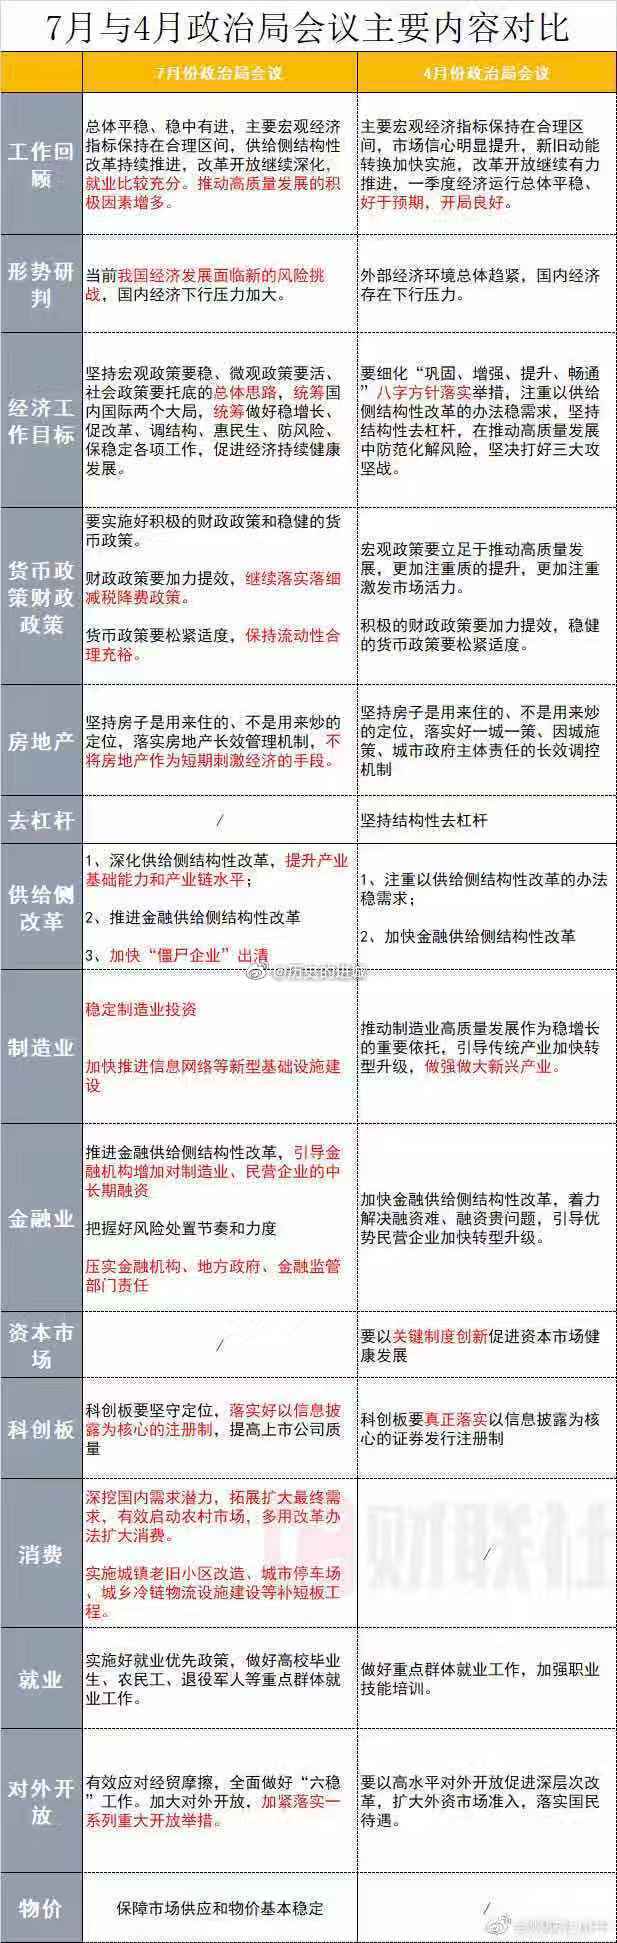 7月与4月政治局会议主要内容对比
7月份政治局会议
4月份政治局会议
工作回
顾
总体平稳、稳中有进，主要宏观经济
指标保持在合理区间，供给侧结构性
改革持续推进，改革开放继续深化，
就业比较充分。推动高质量发展的积
极因素增多。
主要宏观经济指标保持在合理区
间，市场信心明显提升，新旧动能
转换加快实施，改革开放继续有力
推进，一季度经济运行总体平稳、
好于预期，开局良好。
形势研
判
当前我国经济发展面临新的风险挑
战，国内经济下行压力加大。
外部经济环境总体趋紧，国内经济
存在下行压力。
经济工
作目标
坚持宏观政策要稳、微观政策要活、
社会政策要托底的总体思路，统筹国
内国际两个大局，统筹做好稳增长、
促改革、调结构、惠民生、防风险、
保稳定各项工作，促进经济持续健康
发展。
要细化“巩固、增强、提升、畅通
”八字方针落实举措，注重以供给
侧结构性改革的办法稳需求，坚持
结构性去杠杆，在推动高质量发展
中防范化解风险，坚决打好三大攻
坚战。
货币政
策财政
政策
要实施好积极的财政政策和稳健的货
币政策。
财政政策要加力提效，继续落实落细
减税降费政策。
货币政策要松紧适度，保持流动性合
理充裕。
宏观政策要立足于推动高质量发
展，更加注重质的提升，更加注重
激发市场活力。
积极的财政政策要加力提效，稳健
的货币政策要松紧适度。
房地产
坚持房子是用来住的、不是用来炒的
定位，落实房地产长效管理机制，不
将房地产作为短期刺激经济的手段。
坚持房子是用来住的、不是用来炒
的定位，落实好一城一策、因城施
策、城市政府主体责任的长效调控
机制
去杠杆
/
坚持结构性去杠杆
供给侧
改革
1、深化供给侧结构性改革，提升产业
基础能力和产业链水平；
2、推进金融供给侧结构性改革
3、加快“僵尸企业”出清
1、注重以供给侧结构性改革的办法
稳需求；
2、加快金融供给侧结构性改革
@历史的进程
制造业
稳定制造业投资
加快推进信息网络等新型基础设施建
设
推动制造业高质量发展作为稳增长
的重要依托，引导传统产业加快转
型升级，做强做大新兴产业。
金融业
推进金融供给侧结构性改革，引导金
融机构增加对制造业、民营企业的中
长期融资
把握好风险处置节奏和力度
压实金融机构、地方政府、金融监管
部门责任
加快金融供给侧结构性改革，着力
解决融资难、融资贵问题，引导优
势民营企业加快转型升级。
资本市
场
/
要以关键制度创新促进资本市场健
康发展
科创板
科创板要坚守定位，落实好以信息披
露为核心的注册制，提高上市公司质
量
科创板要真正落实以信息披露为核
心的证券发行注册制
消费
深挖国内需求潜力，拓展扩大最终需
求，有效启动农村市场，多用改革办
法扩大消费。
实施城镇老旧小区改造、城市停车场
、城乡冷链物流设施建设等补短板工
程。
/
财联社
就业
实施好就业优先政策，做好高校毕业
生、农民工、退役军人等重点群体就
业工作。
做好重点群体就业工作，加强职业
技能培训。
对外开
放
有效应对经贸摩擦，全面做好“六稳
”工作。加大对外开放，加紧落实一
系列重大开放举措。
要以高水平对外开放促进深层次改
革，扩大外资市场准入，落实国民
待遇。
物价
保障市场供应和物价基本稳定
/